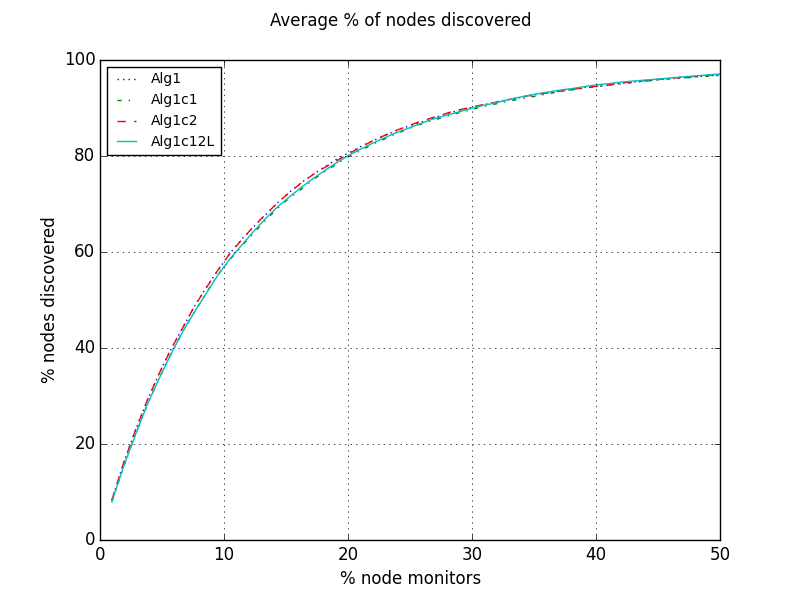 Average % of nodes discovered
100
80
60
40
20
0
% nodes discovered
Alg1
Alg1c1
Alg1c2
Alg1c12L
0 10 20 30 40 50
% node monitors